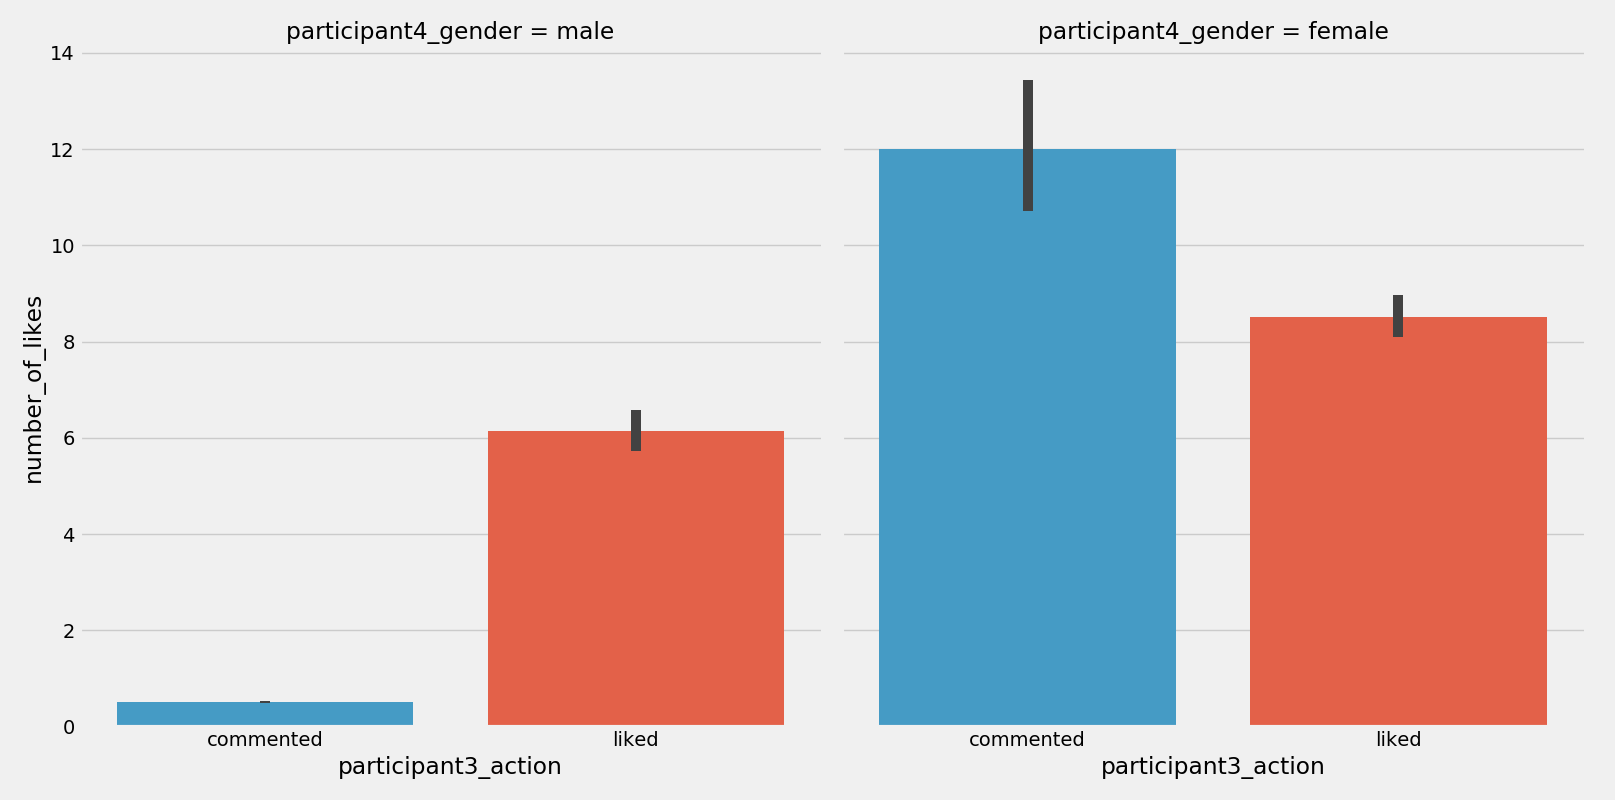 participant4_gender = male
participant4_gender = female
14
12
10
8
6
4
2
0
number_of_likes
commented
liked
commented
liked
participant3_action
participant3_action